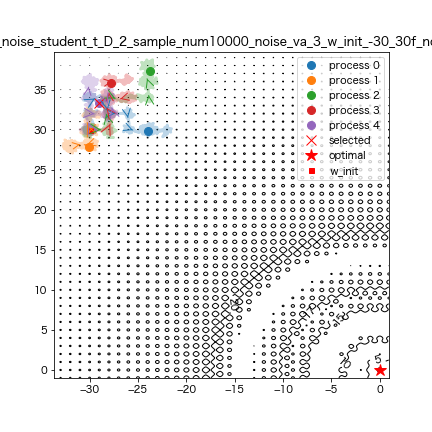 _noise_student_t_D_2_sample_num10000_noise_va_3_w_init_-30_30f_no
process 0
process 1
process 2
process 3
process 4
selected
optimal
w_init
35
30
25
20
15
10
5
0
−30
−25
−20
−15
−10
−5
0